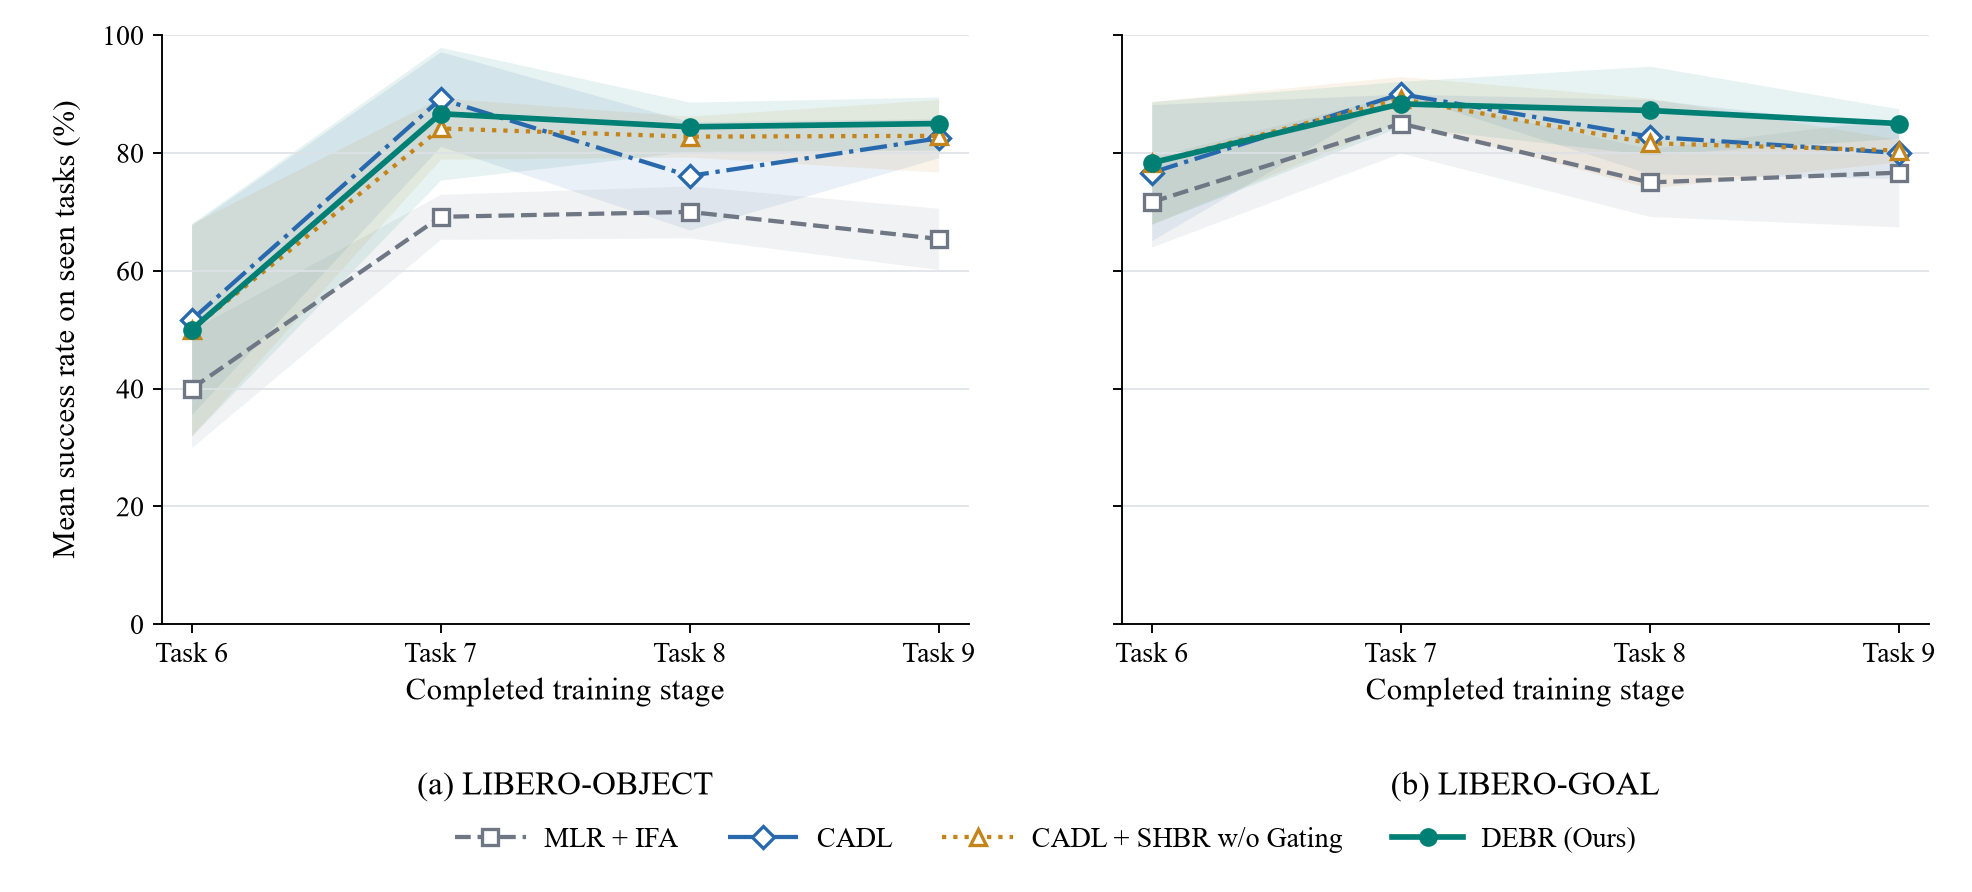 Mean success rate on seen tasks (%)
100
80
60
40
20
0
Task 6 Task 7 Task 8 Task 9
Completed training stage
(a) LIBERO-OBJECT
Task 6 Task 7 Task 8 Task 9
Completed training stage
(b) LIBERO-GOAL
MLR + IFA CADL CADL + SHBR w/o Gating DEBR (Ours)